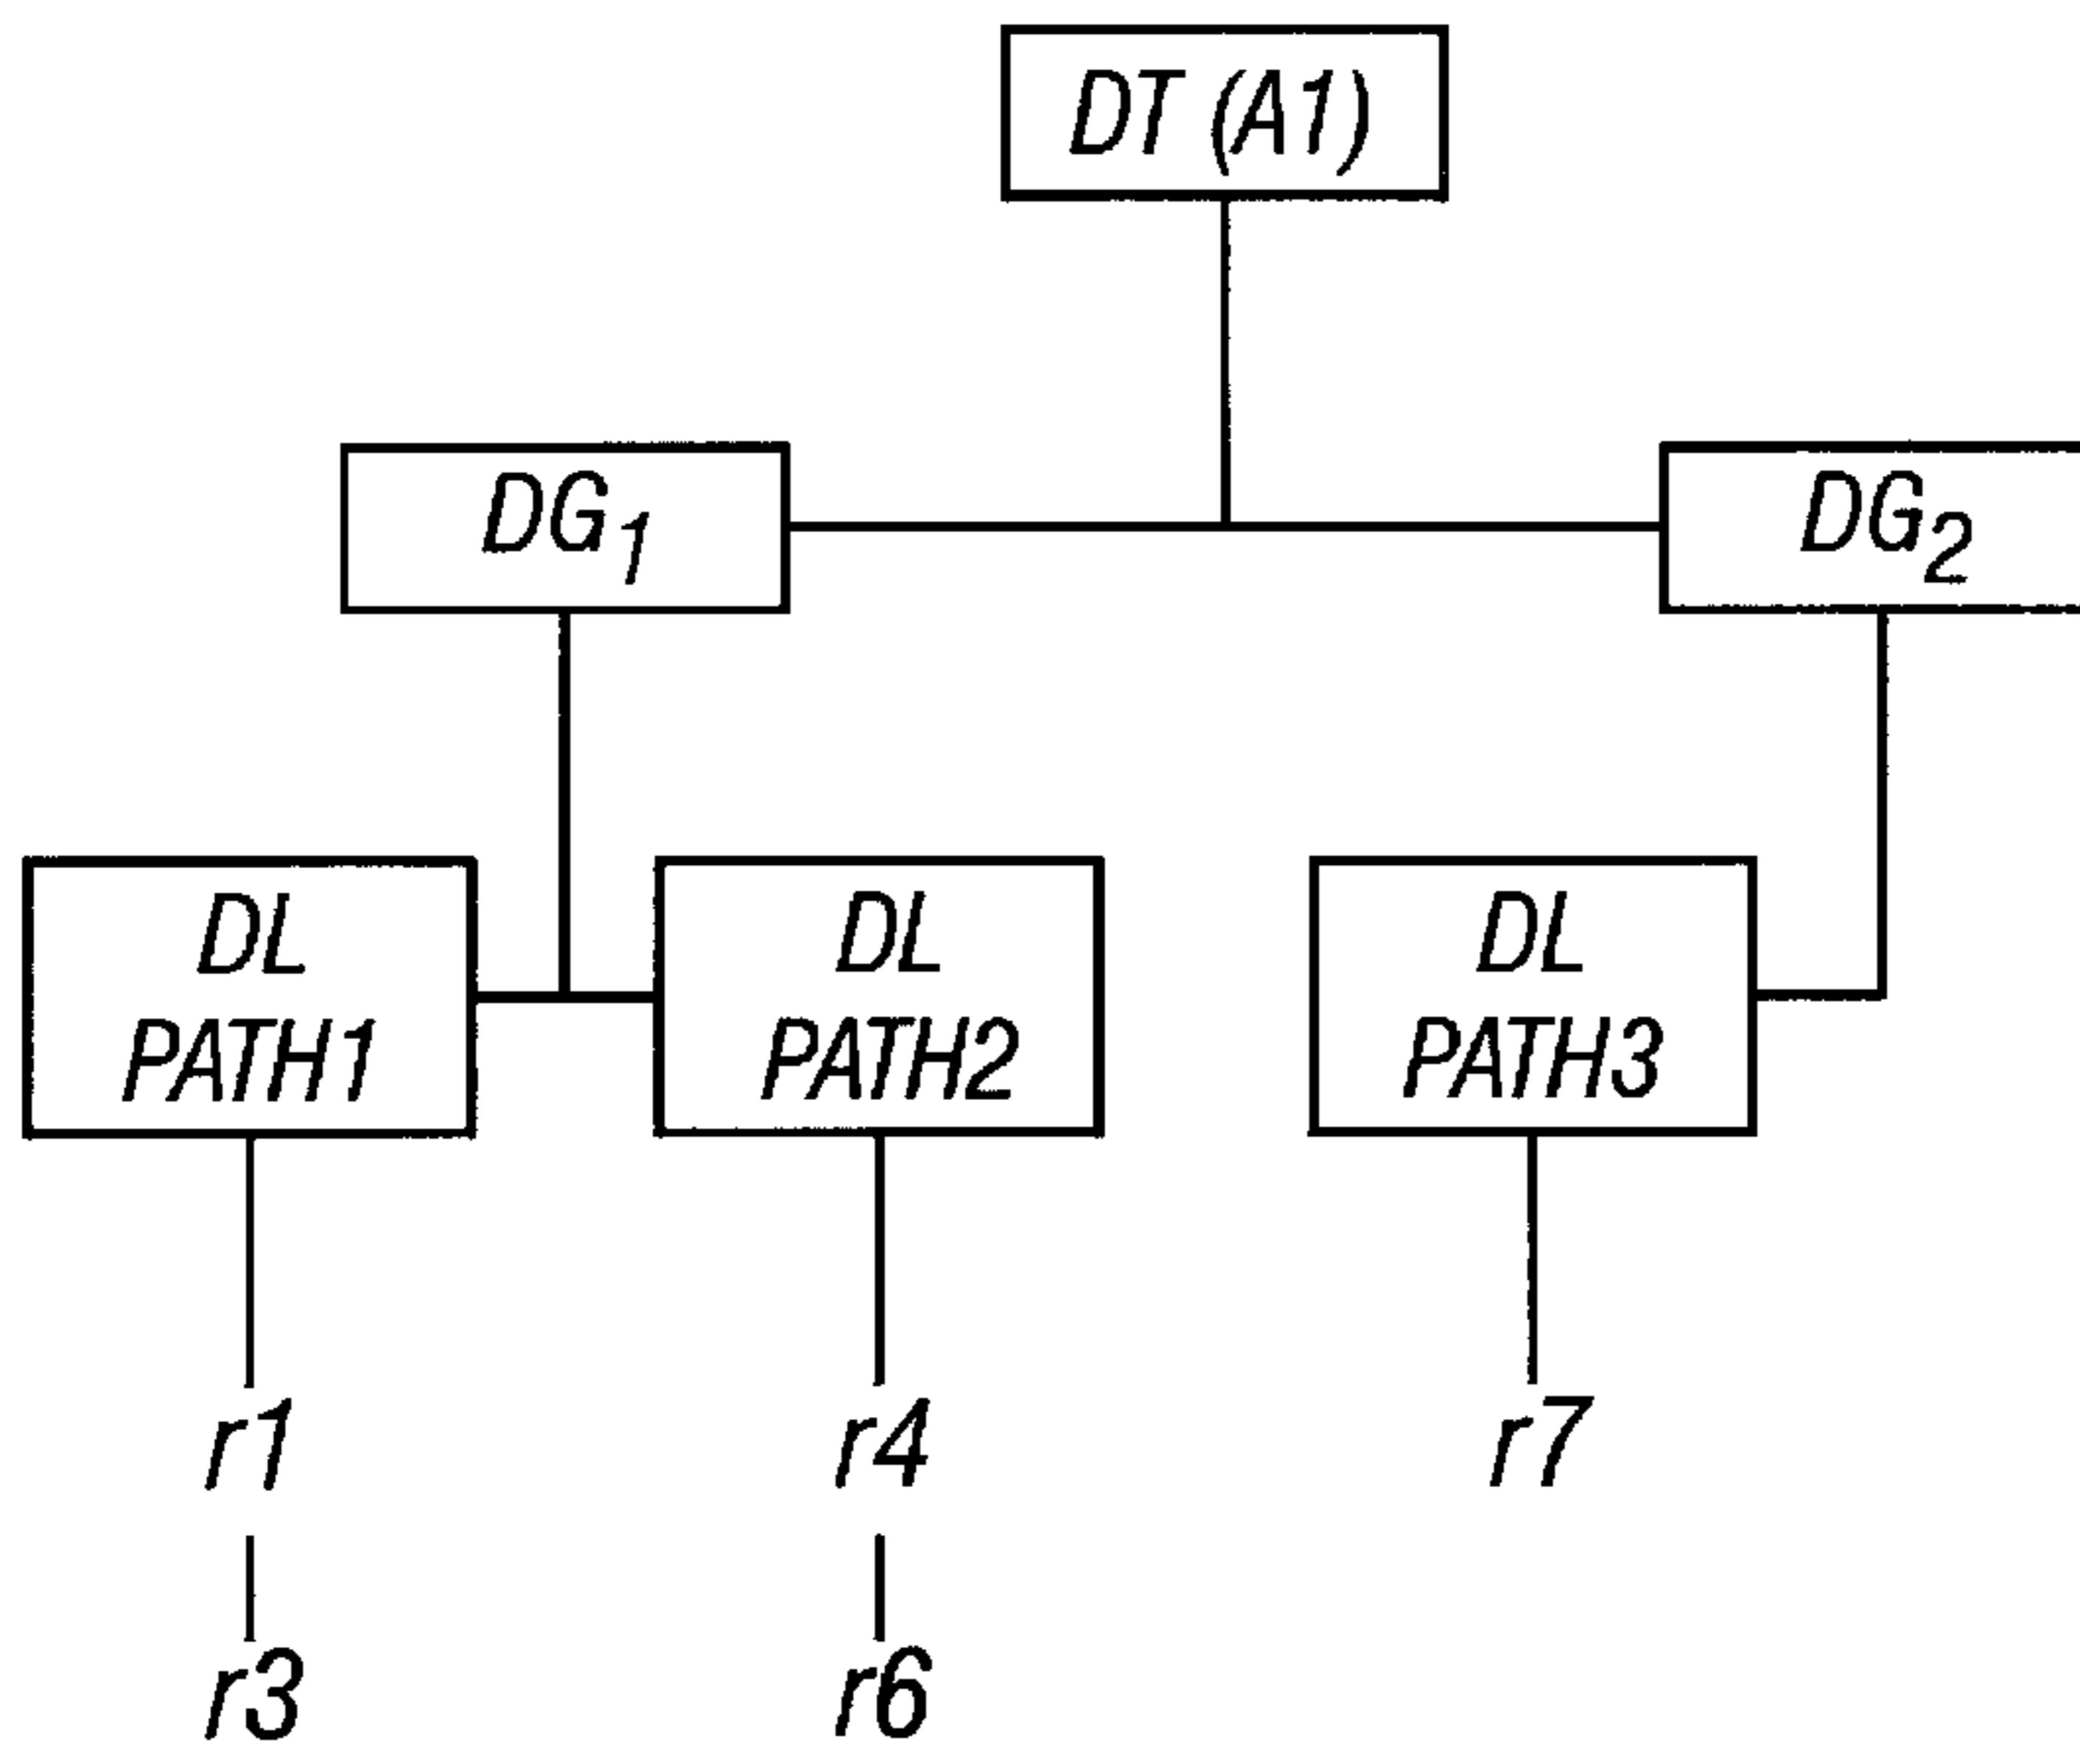 DT (A1)
DG1
DG2
DL
PATH1
DL
PATH2
DL
PATH3
r1
r4
r7
r3
r6